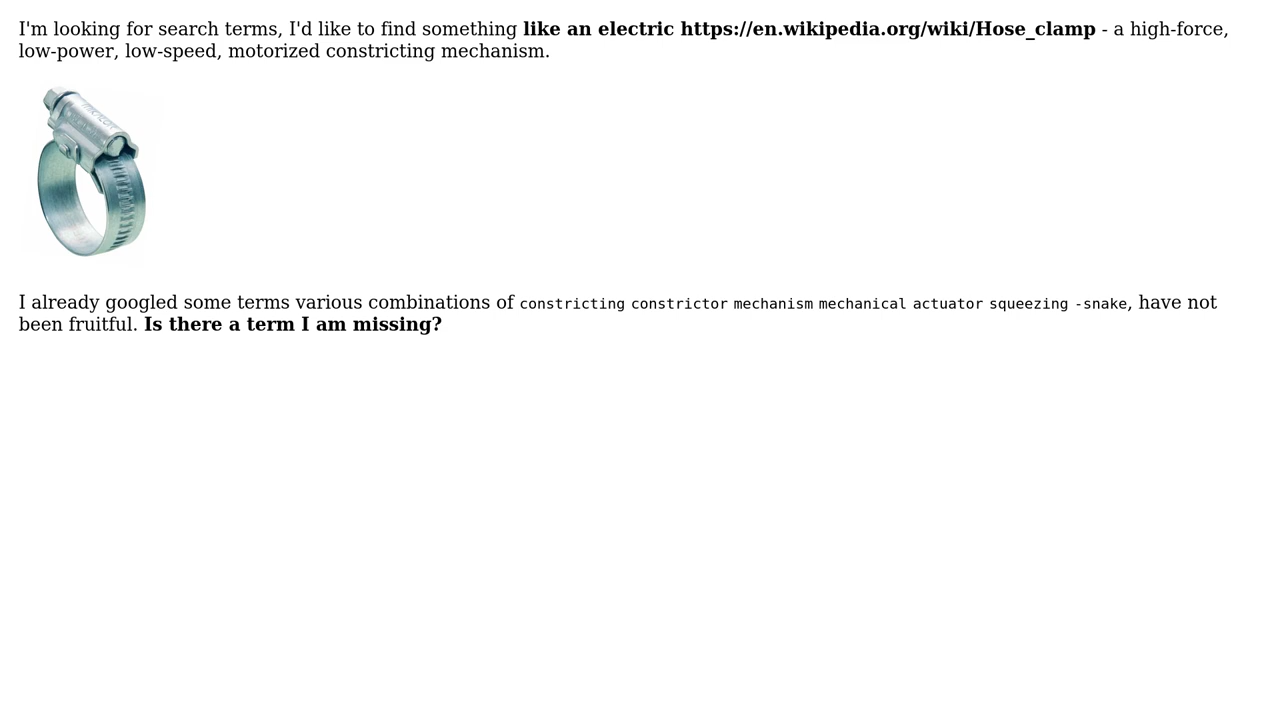 I'm looking for search terms, I'd like to find something like an electric https://en.wikipedia.org/wiki/Hose_clamp - a high-force,
low-power, low-speed, motorized constricting mechanism.
I already googled some terms various combinations of constricting constrictor mechanism mechanical actuator squeezing -snake, have not
been fruitful. Is there a term I am missing?